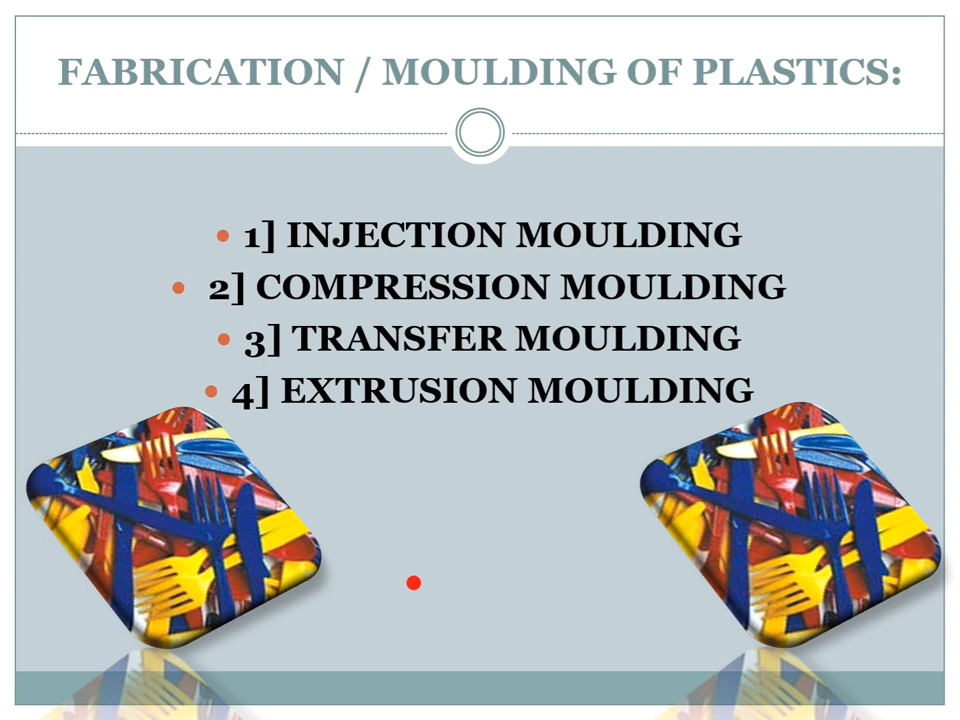 FABRICATION / MOULDING OF PLASTICS:
• 1] INJECTION MOULDING
• 2] COMPRESSION MOULDING
• 3] TRANSFER MOULDING
• 4] EXTRUSION MOULDING